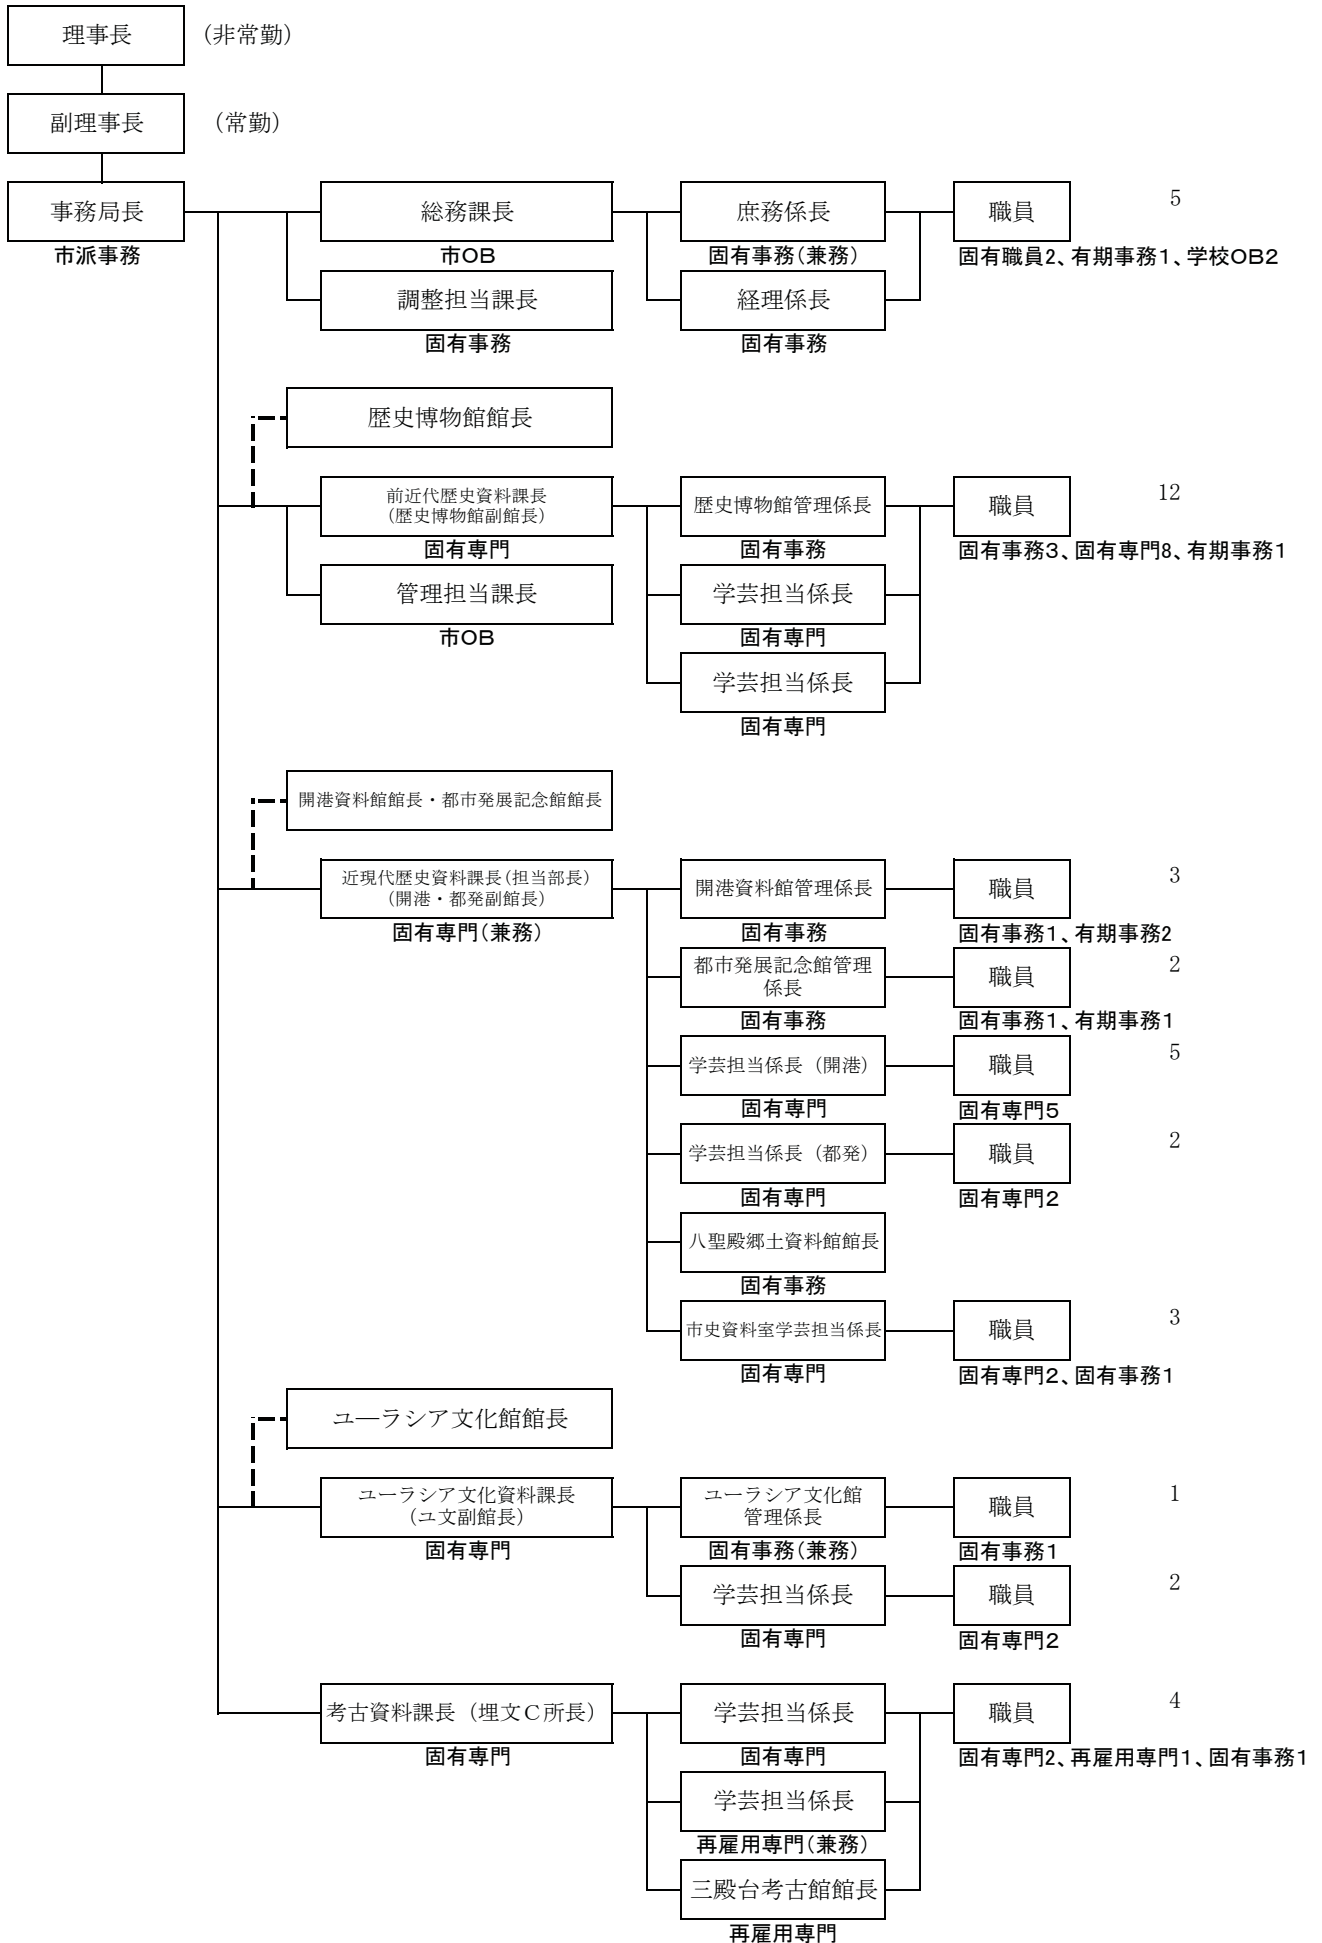 理事長
(非常勤)
副理事長
(常勤)
事務局長
市派事務
総務課長
市OB
庶務係長
固有事務(兼務)
職員
5
固有職員2、有期事務1、学校OB2
調整担当課長
固有事務
経理係長
固有事務
歴史博物館館長
前近代歴史資料課長
(歴史博物館副館長)
固有専門
歴史博物館管理係長
固有事務
職員
12
固有事務3、固有専門8、有期事務1
管理担当課長
市OB
学芸担当係長
固有専門
学芸担当係長
固有専門
開港資料館館長・都市発展記念館館長
近現代歴史資料課長(担当部長)
(開港・都発副館長)
固有専門(兼務)
開港資料館管理係長
固有事務
職員
3
固有事務1、有期事務2
都市発展記念館管理
係長
固有事務
職員
2
固有事務1、有期事務1
学芸担当係長（開港）
固有専門
職員
5
固有専門5
学芸担当係長（都発）
固有専門
職員
2
固有専門2
八聖殿郷土資料館館長
固有事務
市史資料室学芸担当係長
固有専門
職員
3
固有専門2、固有事務1
ユーラシア文化館館長
ユーラシア文化資料課長
(ユ文副館長)
固有専門
ユーラシア文化館
管理係長
固有事務(兼務)
職員
1
固有事務1
学芸担当係長
固有専門
職員
2
固有専門2
考古資料課長（埋文C所長）
固有専門
学芸担当係長
固有専門
職員
4
固有専門2、再雇用専門1、固有事務1
学芸担当係長
再雇用専門(兼務)
三殿台考古館館長
再雇用専門